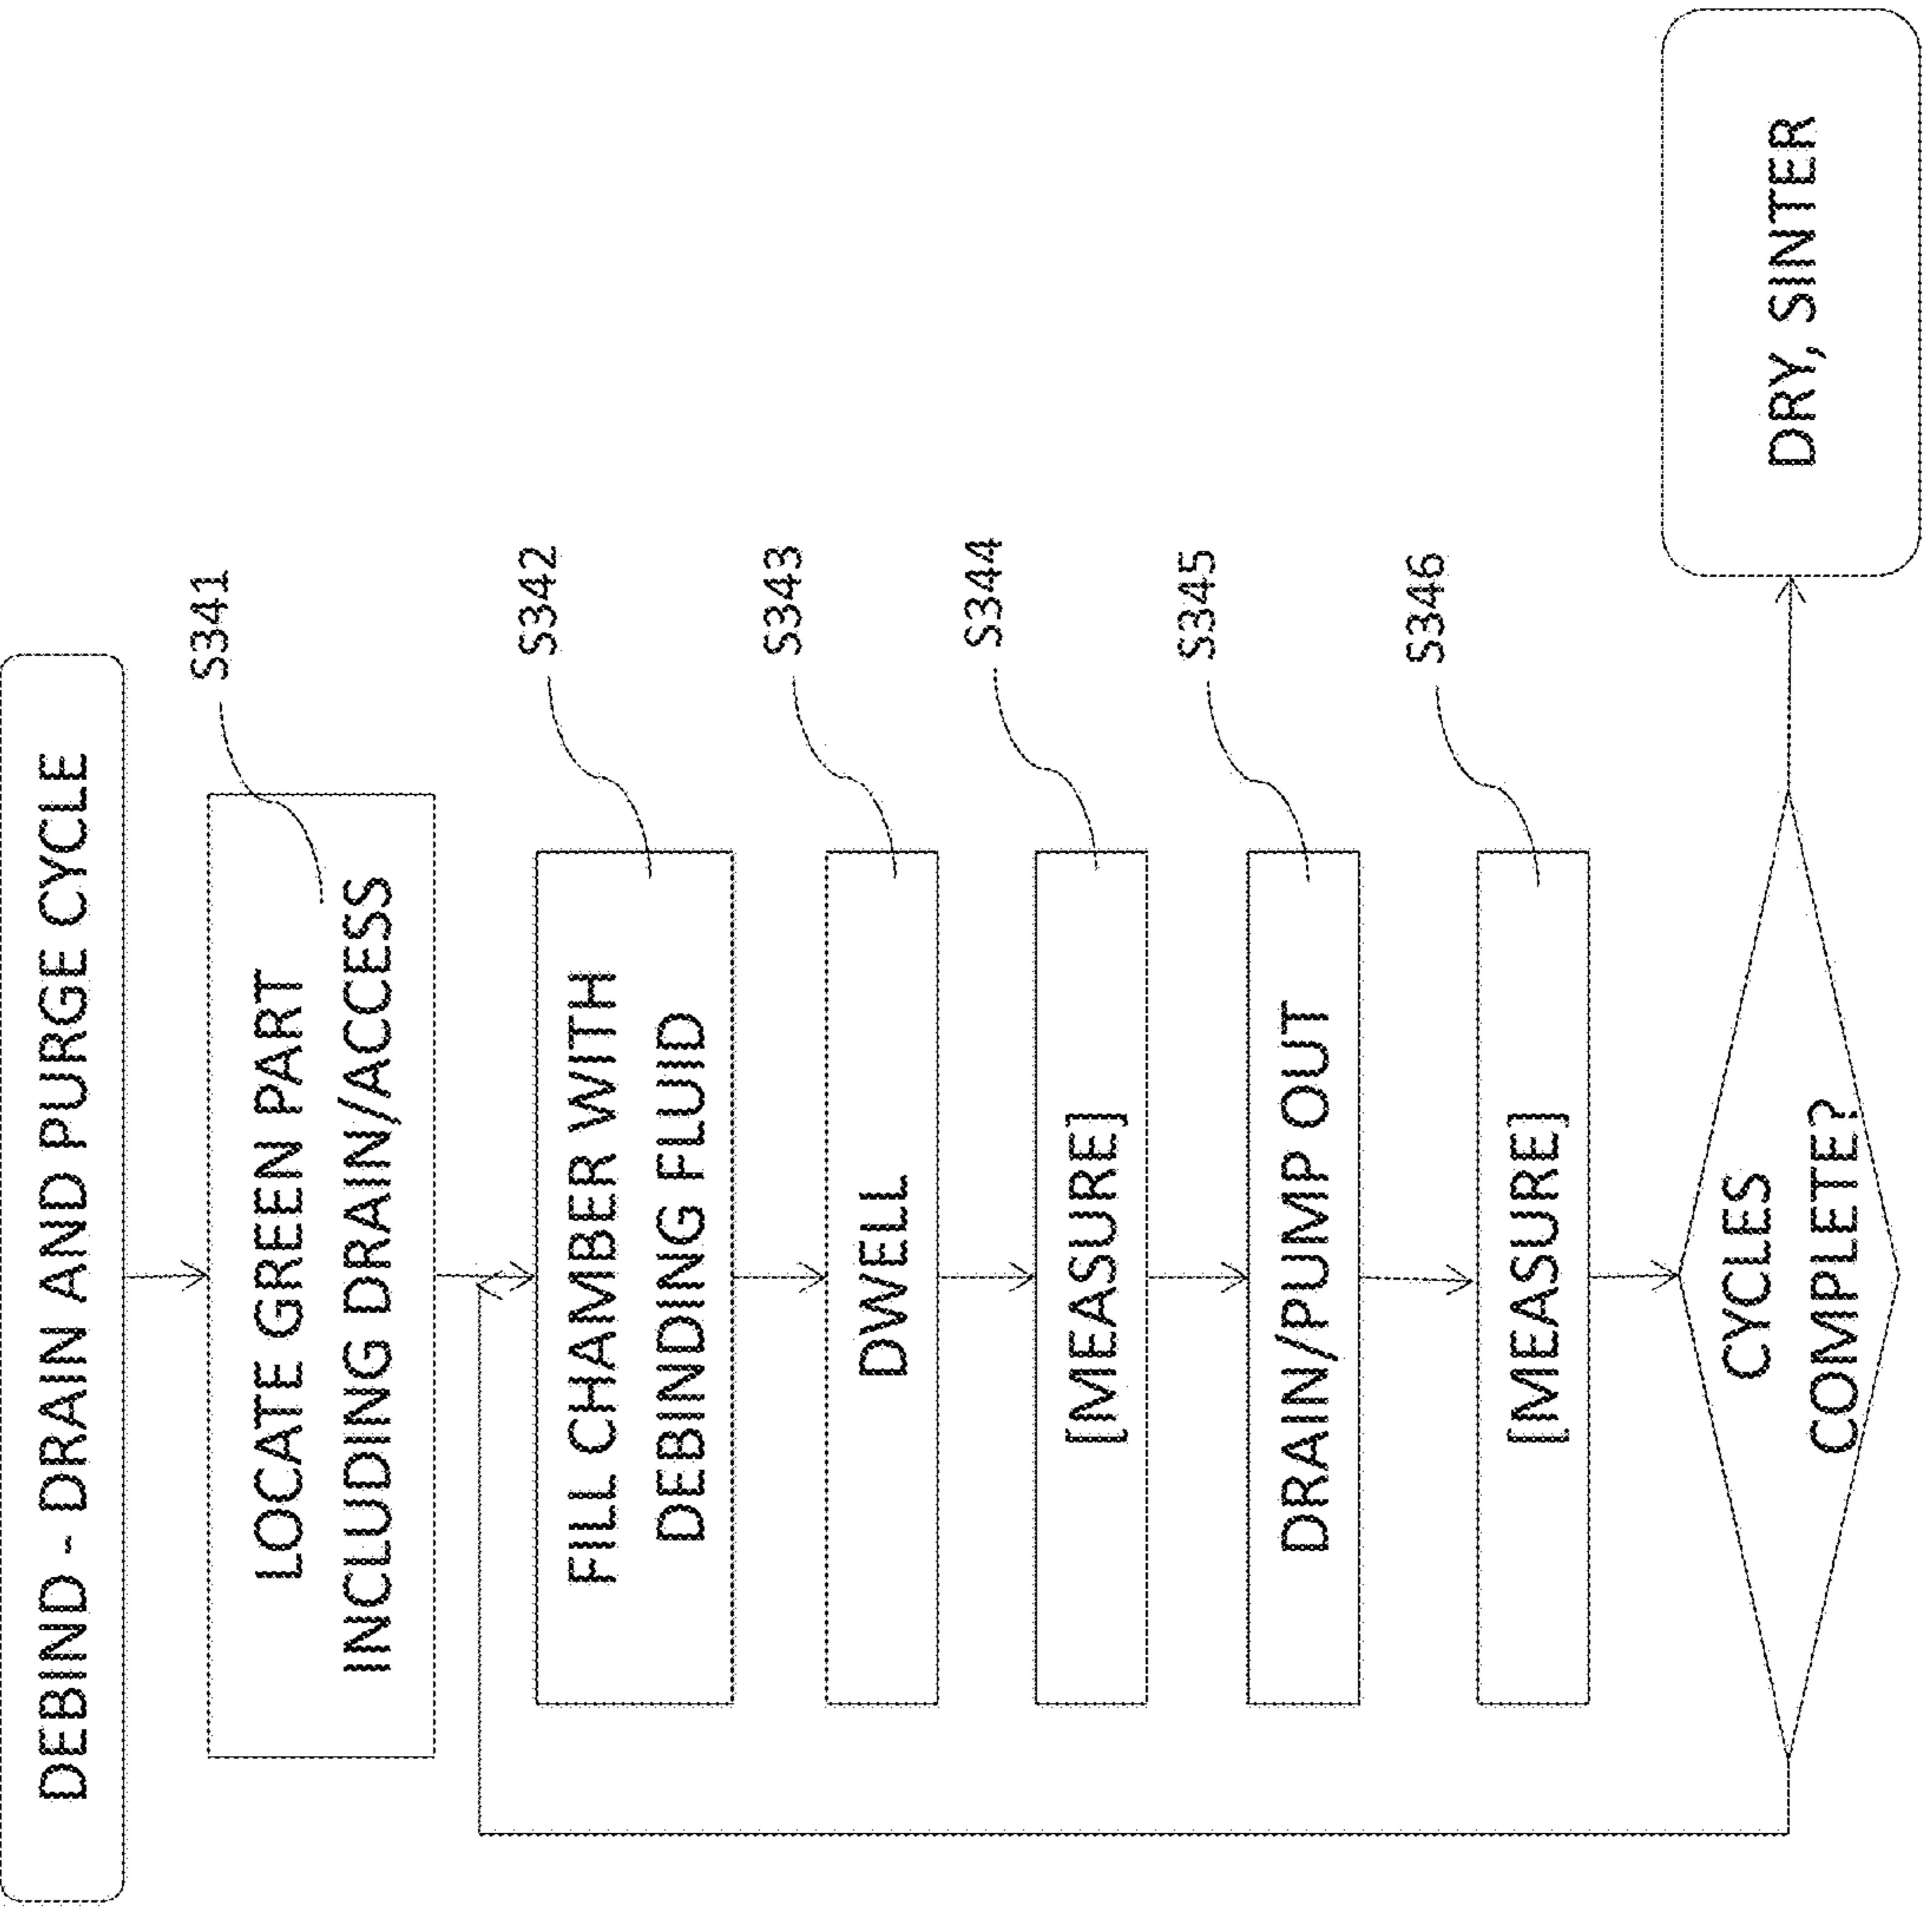 DEBIND - DRAIN AND PURGE CYCLE
LOCATE GREEN PART
INCLUDING DRAIN/ACCESS
S341
FILL CHAMBER WITH
DEBINDING FLUID
S342
DWELL
S343
[MEASURE]
S344
DRAIN/PUMP OUT
S345
[MEASURE]
S346
CYCLES
COMPLETE?
DRY, SINTER